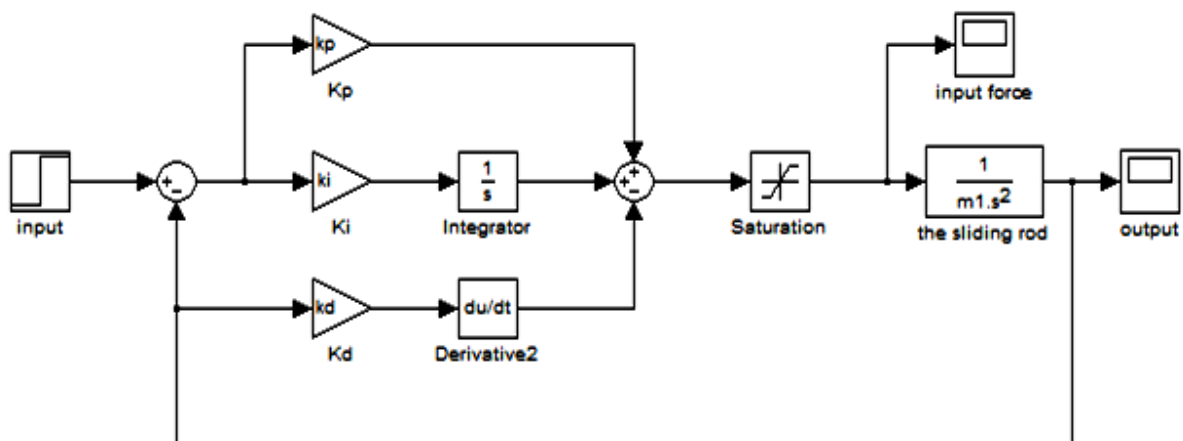 kp
Kp
input force
+
−
ki
1
s
+
+
−
1
m1.s²
input
Ki
Integrator
Saturation
the sliding rod
output
kd
du/dt
Kd
Derivative2